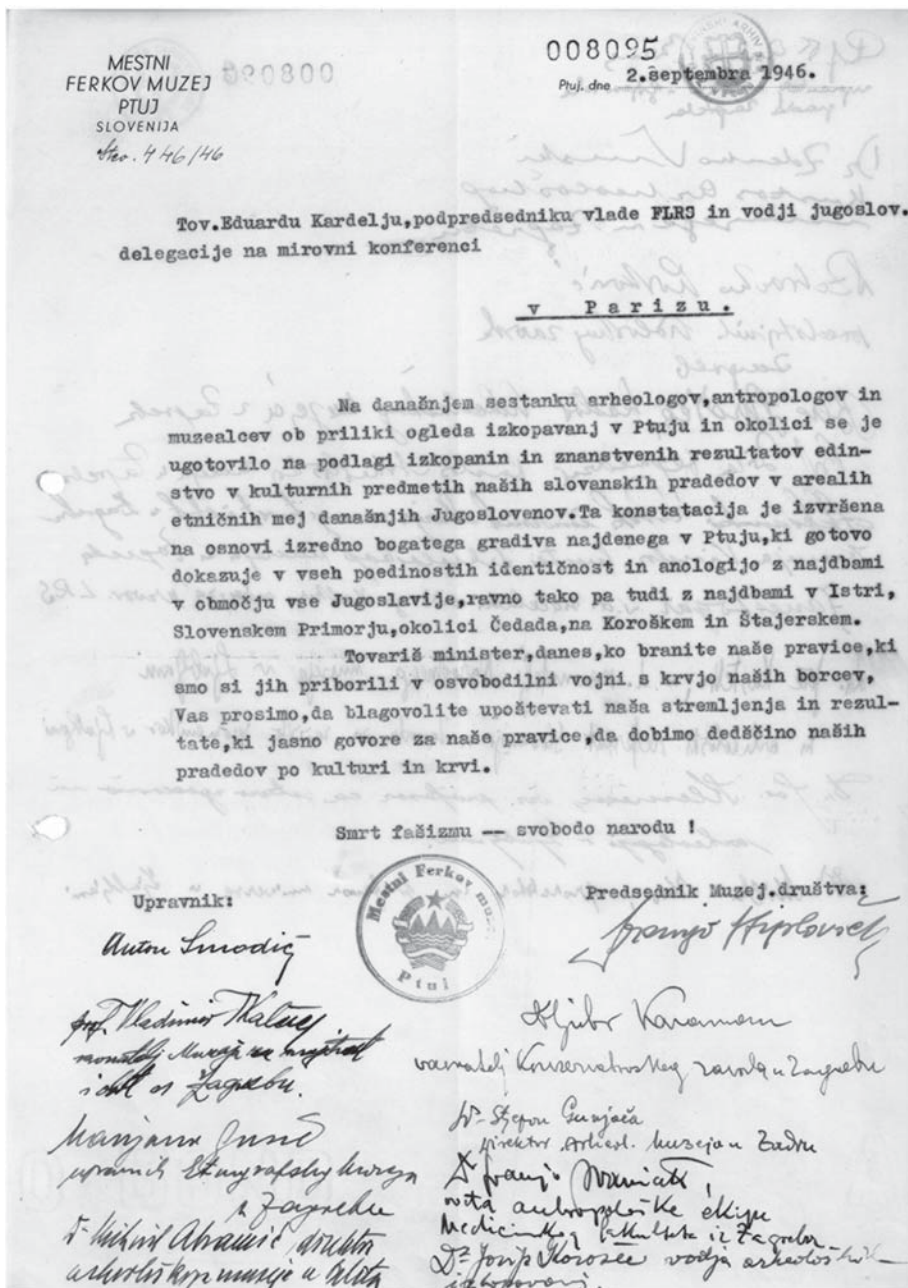 MESTNI
FERKOV MUZEJ
PTUJ
SLOVENIJA
Štev. 446/46
008095
Ptuj, dne 2.septembra 1946.
Tov.Eduardu Kardelju,podpredsedniku vlade FLRJ in vodji jugoslov.
delegacije na mirovni konferenci
v Parizu.
Na današnjem sestanku arheologov,antropologov in
muzealcev ob priliki ogleda izkopavanj v Ptuju in okolici se je
ugotovilo na podlagi izkopanin in znanstvenih rezultatov edin-
stvo v kulturnih predmetih naših slovanskih pradedov v arealih
etničnih mej današnjih Jugoslovenov.Ta konstatacija je izvršena
na osnovi izredno bogatega gradiva najdenega v Ptuju,ki gotovo
dokazuje v vseh poedinostih identičnost in anologijo z najdbami
v območju vse Jugoslavije,ravno tako pa tudi z najdbami v Istri,
Slovenskem Primorju,okolici Čedada,na Koroškem in Štajerskem.
Tovariš minister,danes,ko branite naše pravice,ki
smo si jih priborili v osvobodilni vojni s krvjo naših borcev,
Vas prosimo,da blagovolite upoštevati naša stremljenja in rezul-
tate,ki jasno govore za naše pravice,da dobimo dedščino naših
pradedov po kulturi in krvi.
Smrt fašizmu -- svobodo narodu !
Upravnik:
Predsednik Muzej.društva:
Mestni Ferkov muz
Ptuj
Anton Smodič
Franjo
prof. Vladimir Tkalčić
ravnatelj Muzeja za umjetnost
i obrt u Zagrebu.
Ljubo Karaman
ravnatelj Konzervatorskog zavoda u Zagrebu
Marijana Gušić
upravnik Etnografskog Muzeja
u Zagrebu
Dr Stjepan Gunjača
direktor Arheol. Muzeja u Zadru
Dr Franjo Ivaniček,
antropološke ekipe
Medicinskog fakulteta iz Zagreba
Dr. Mihovil Abramić, direktor
arheološkog muzeja u Splitu
Dr. Josip Korošec vodja arheoloških
izkopavanj.